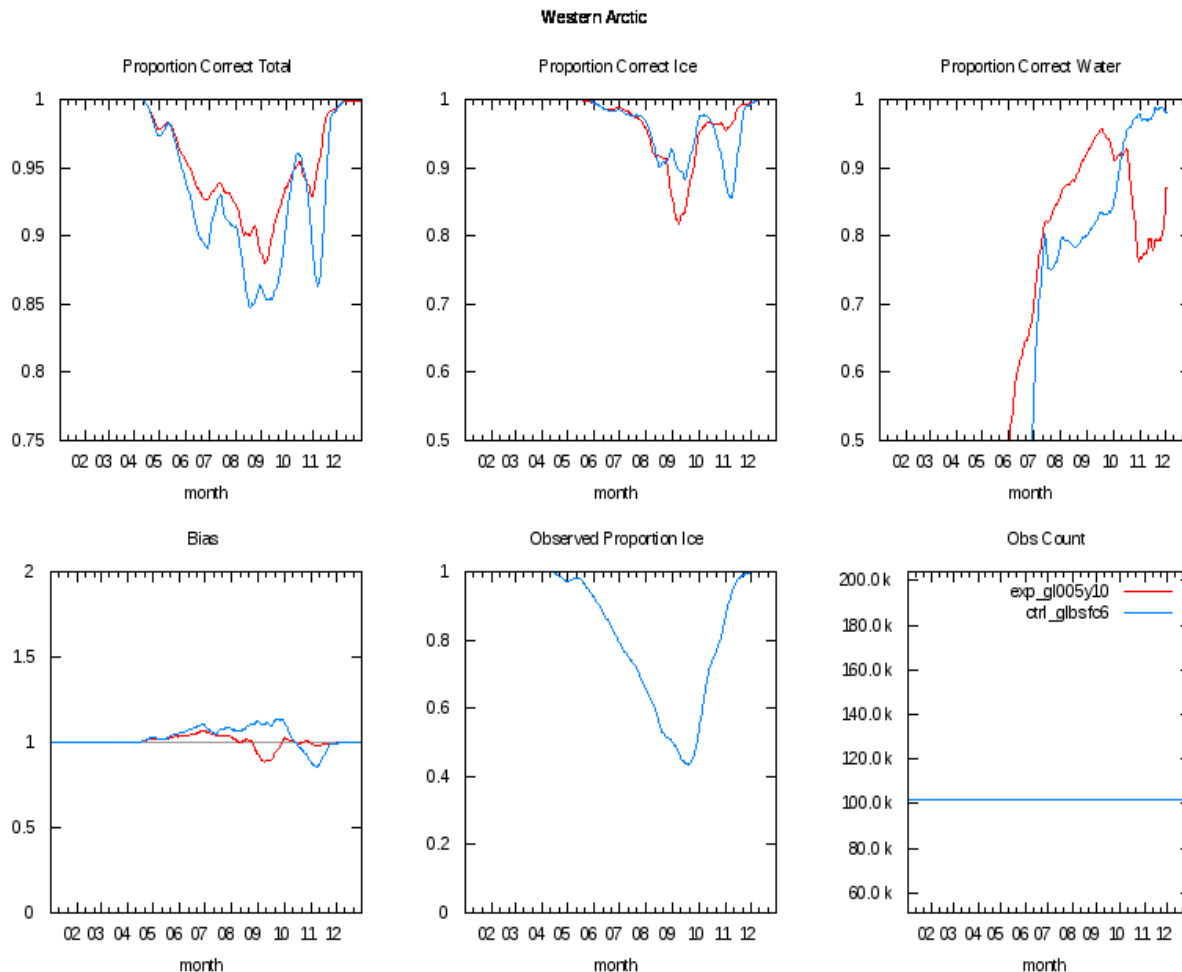 Western Arctic
Proportion Correct Total
1
0.95
0.9
0.85
0.8
0.75
02 03 04 05 06 07 08 09 10 11 12
month
Proportion Correct Ice
1
0.9
0.8
0.7
0.6
0.5
02 03 04 05 06 07 08 09 10 11 12
month
Proportion Correct Water
1
0.9
0.8
0.7
0.6
0.5
02 03 04 05 06 07 08 09 10 11 12
month
Bias
2
1.5
1
0.5
0
02 03 04 05 06 07 08 09 10 11 12
month
Observed Proportion Ice
1
0.8
0.6
0.4
0.2
0
02 03 04 05 06 07 08 09 10 11 12
month
Obs Count
200.0 k
180.0 k
160.0 k
140.0 k
120.0 k
100.0 k
80.0 k
60.0 k
exp_gl005y10
ctrl_glbsfc6
02 03 04 05 06 07 08 09 10 11 12
month